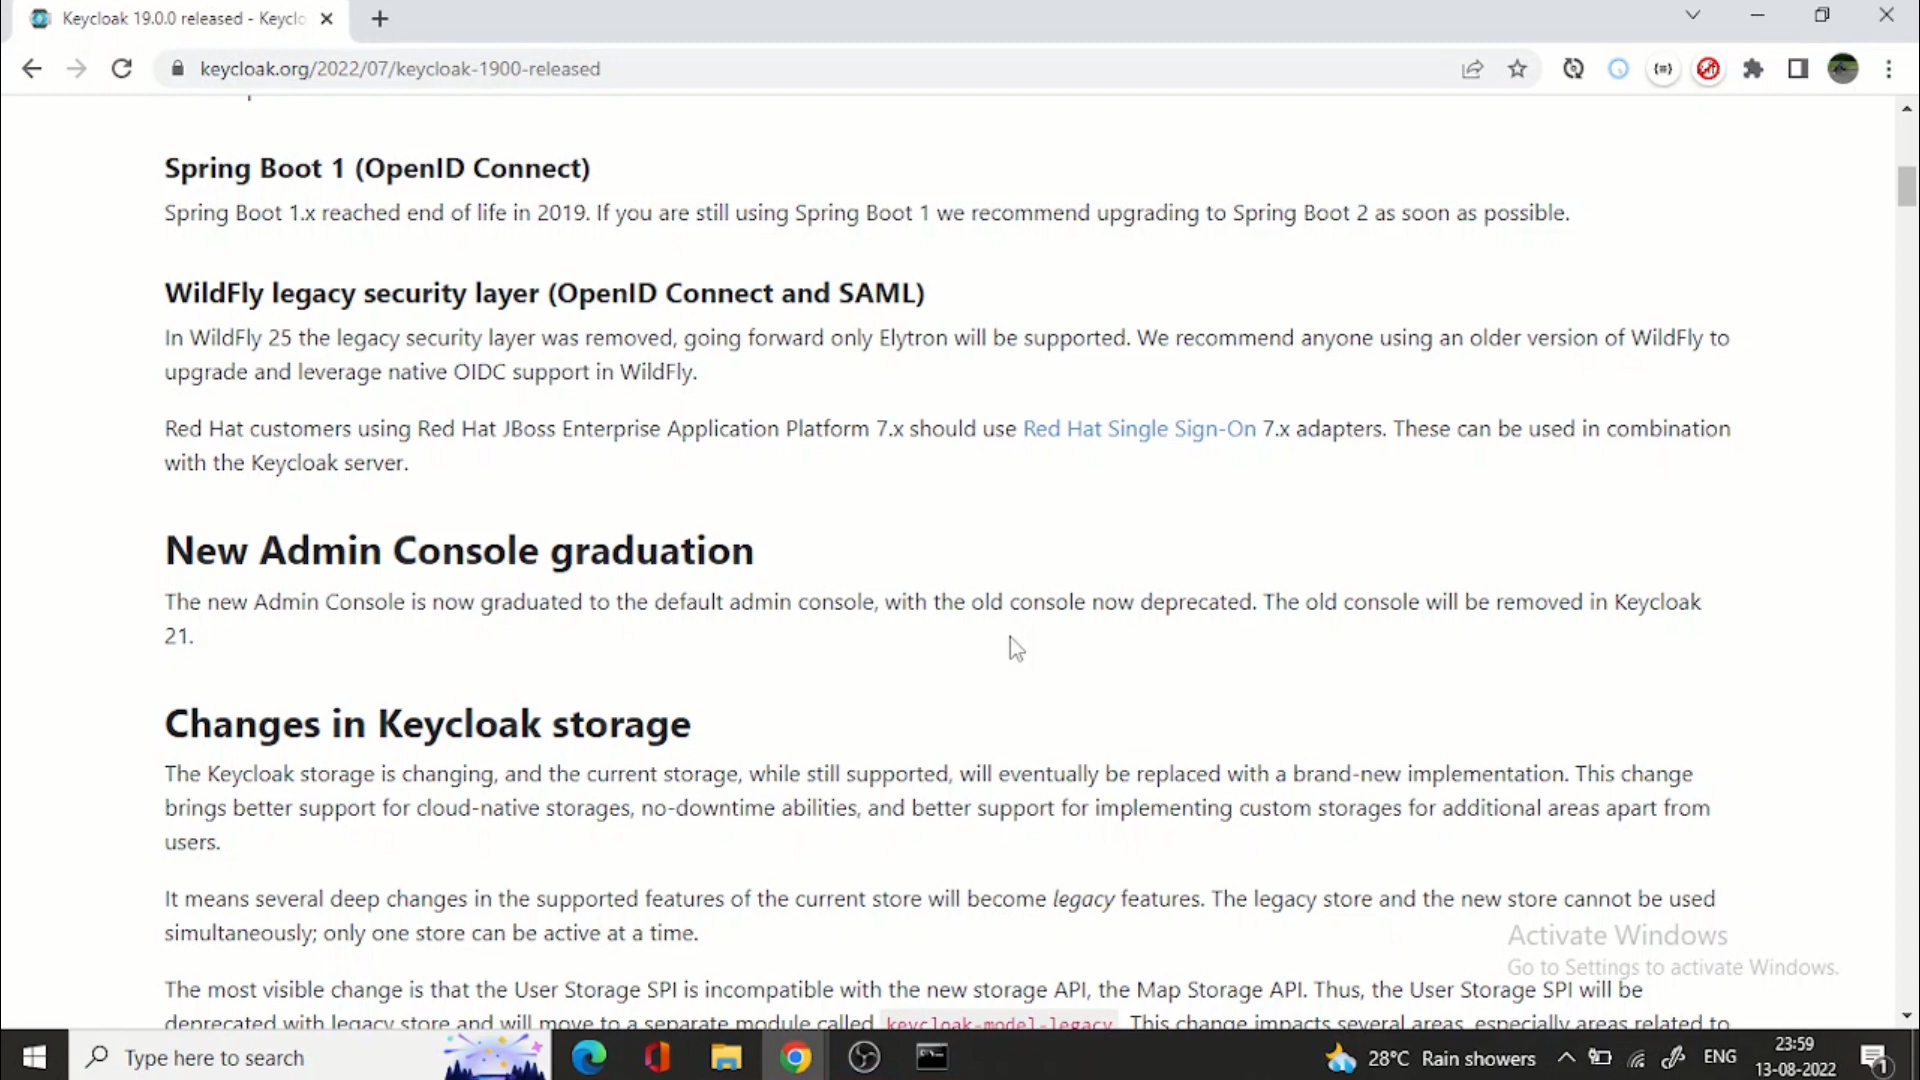 Keycloak 19.0.0 released - Keyclo
keycloak.org/2022/07/keycloak-1900-released
Spring Boot 1 (OpenID Connect)
Spring Boot 1.x reached end of life in 2019. If you are still using Spring Boot 1 we recommend upgrading to Spring Boot 2 as soon as possible.
WildFly legacy security layer (OpenID Connect and SAML)
In WildFly 25 the legacy security layer was removed, going forward only Elytron will be supported. We recommend anyone using an older version of WildFly to
upgrade and leverage native OIDC support in WildFly.
Red Hat customers using Red Hat JBoss Enterprise Application Platform 7.x should use Red Hat Single Sign-On 7.x adapters. These can be used in combination
with the Keycloak server.
New Admin Console graduation
The new Admin Console is now graduated to the default admin console, with the old console now deprecated. The old console will be removed in Keycloak
21.
Changes in Keycloak storage
The Keycloak storage is changing, and the current storage, while still supported, will eventually be replaced with a brand-new implementation. This change
brings better support for cloud-native storages, no-downtime abilities, and better support for implementing custom storages for additional areas apart from
users.
It means several deep changes in the supported features of the current store will become legacy features. The legacy store and the new store cannot be used
simultaneously; only one store can be active at a time.
Activate Windows
Go to Settings to activate Windows.
The most visible change is that the User Storage SPI is incompatible with the new storage API, the Map Storage API. Thus, the User Storage SPI will be
deprecated with legacy store and will move to a separate module called keycloak-model-legacy. This change impacts several areas, especially areas related to
Type here to search
28°C Rain showers
ENG
23:59
13-08-2022
1